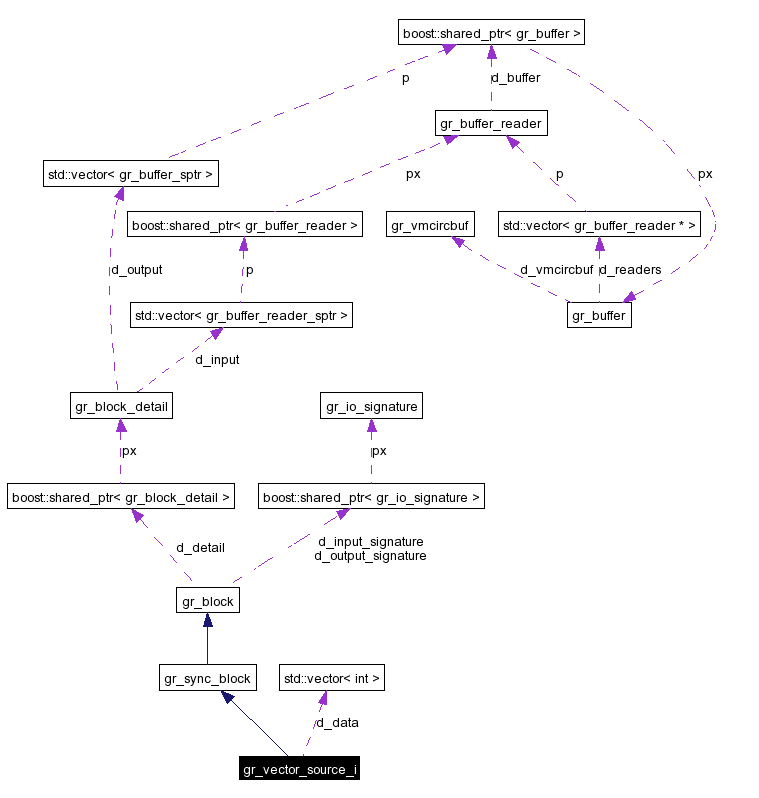 boost::shared_ptr< gr_buffer >
p
d_buffer
gr_buffer_reader
std::vector< gr_buffer_sptr >
px
p
px
boost::shared_ptr< gr_buffer_reader >
gr_vmcircbuf
std::vector< gr_buffer_reader * >
d_output
p
d_vmcircbuf
d_readers
std::vector< gr_buffer_reader_sptr >
gr_buffer
d_input
gr_block_detail
gr_io_signature
px
px
boost::shared_ptr< gr_block_detail >
boost::shared_ptr< gr_io_signature >
d_detail
d_input_signature
d_output_signature
gr_block
gr_sync_block
std::vector< int >
d_data
gr_vector_source_i